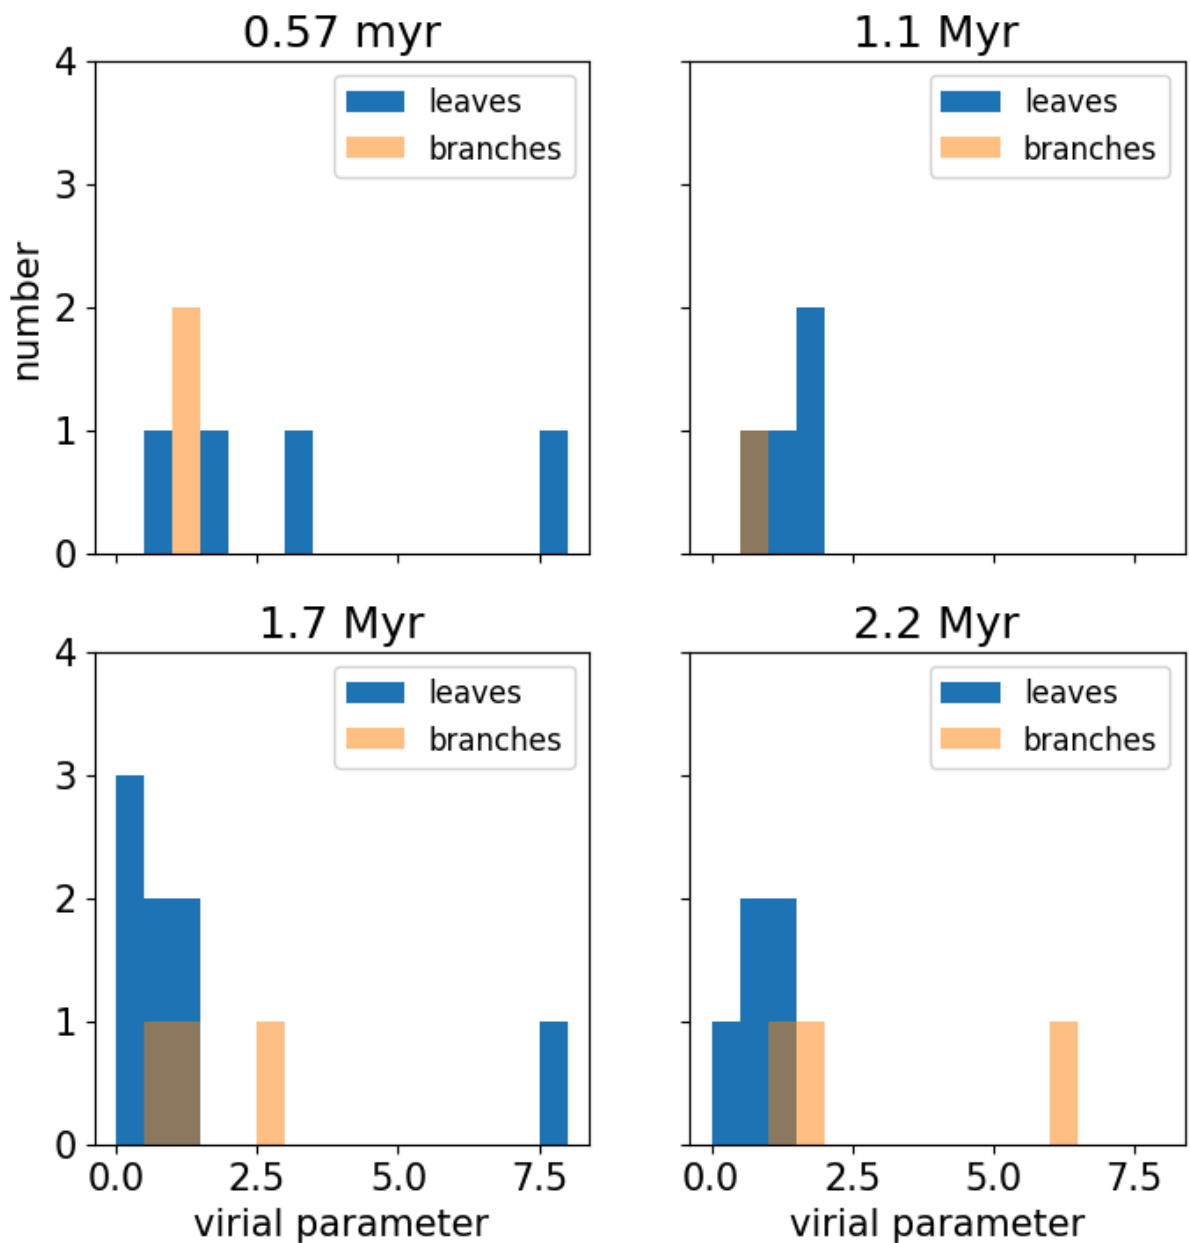 0.57 myr
4
3
2
1
0
number
leaves
branches
1.1 Myr
leaves
branches
1.7 Myr
4
3
2
1
0
leaves
branches
0.0 2.5 5.0 7.5
virial parameter
2.2 Myr
leaves
branches
0.0 2.5 5.0 7.5
virial parameter